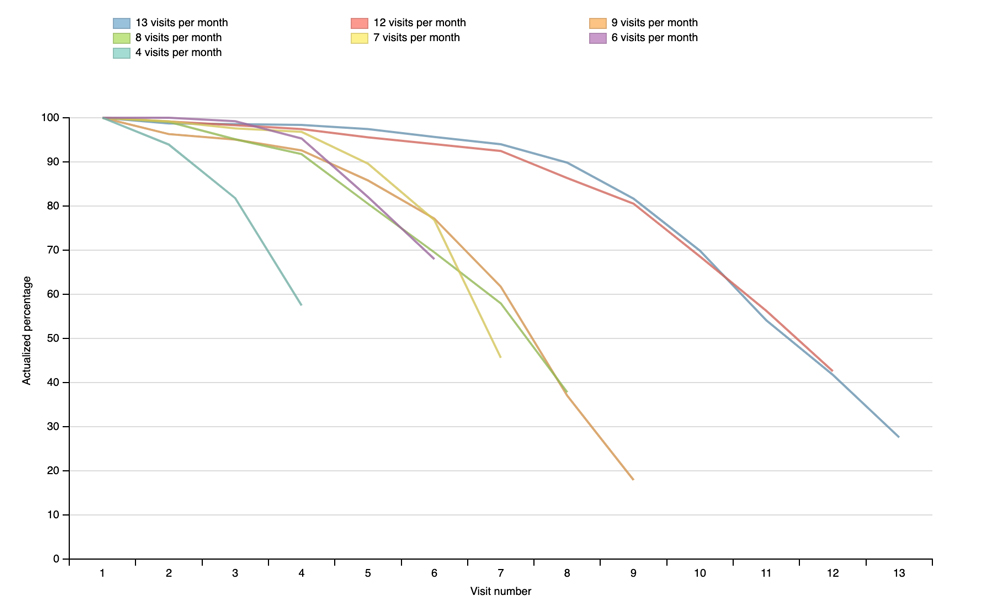 13 visits per month 12 visits per month 9 visits per month
8 visits per month 7 visits per month 6 visits per month
4 visits per month
100
90
80
70
60
50
40
30
20
10
0
Actualized percentage
1 2 3 4 5 6 7 8 9 10 11 12 13
Visit number